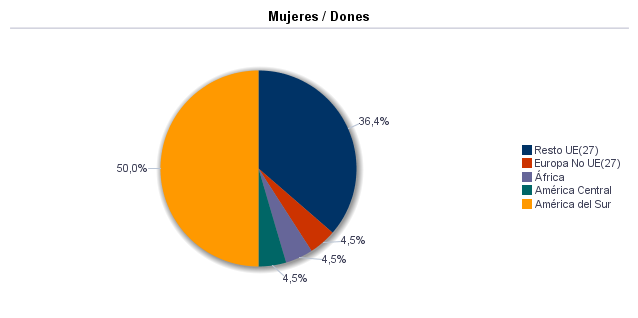 Mujeres / Dones
36,4%
50,0%
4,5%
4,5%
4,5%
Resto UE(27)
Europa No UE(27)
África
América Central
América del Sur